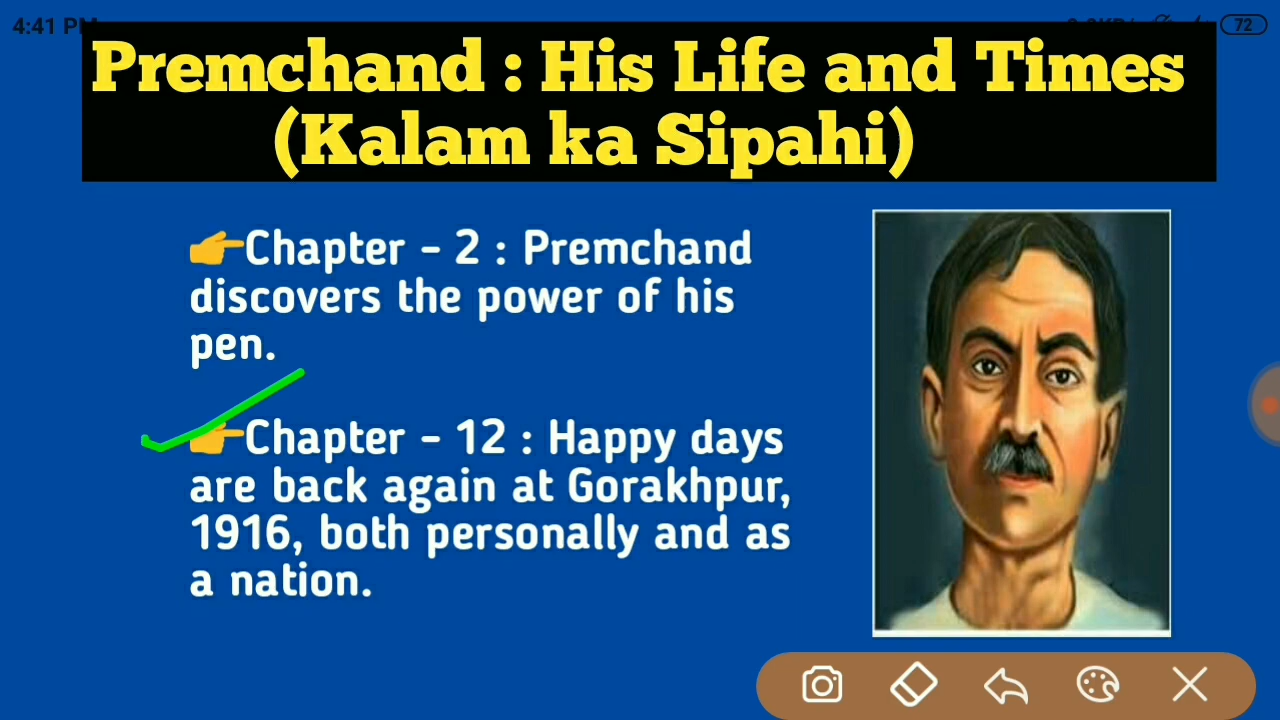 4:41 PM
72
Premchand : His Life and Times
(Kalam ka Sipahi)
Chapter - 2 : Premchand
discovers the power of his
pen.
Chapter - 12 : Happy days
are back again at Gorakhpur,
1916, both personally and as
a nation.